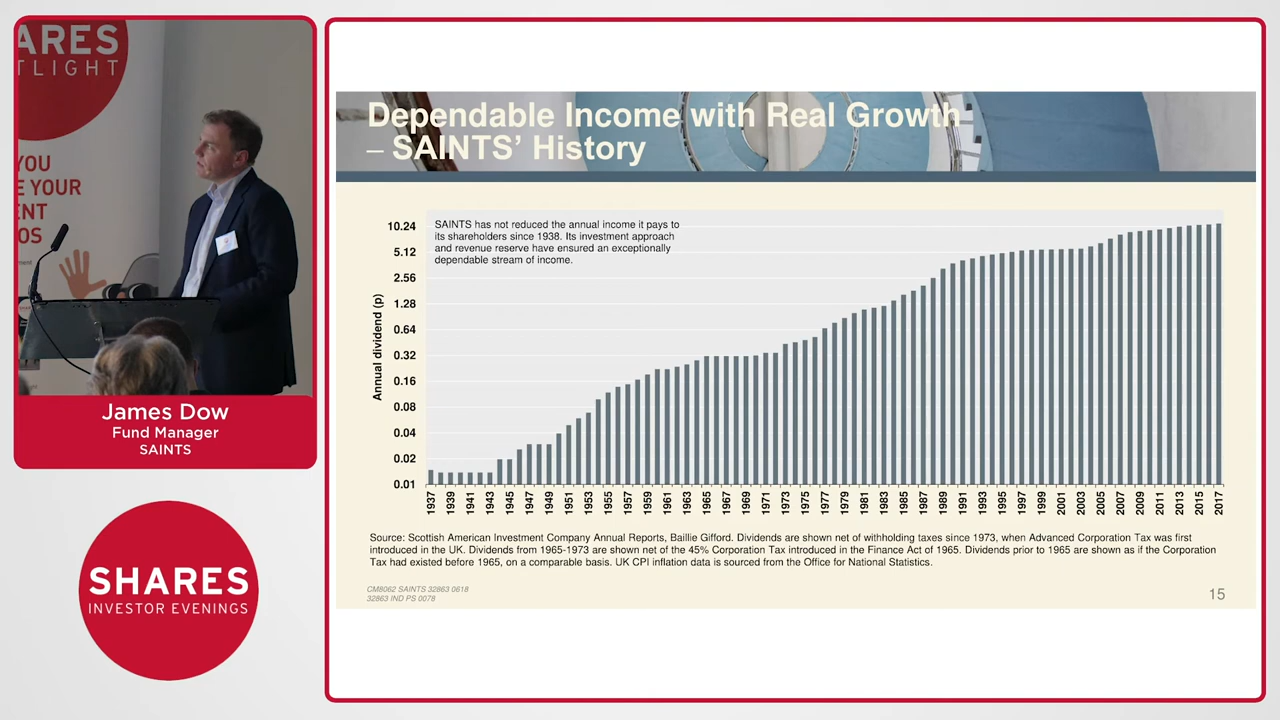 ARES
TLIGHT
YOU
E YOUR
ENT
OS
James Dow
Fund Manager
SAINTS
SHARES
INVESTOR EVENINGS
Dependable Income with Real Growth
– SAINTS’ History
SAINTS has not reduced the annual income it pays to
its shareholders since 1938. Its investment approach
and revenue reserve have ensured an exceptionally
dependable stream of income.
Annual dividend (p)
10.24
5.12
2.56
1.28
0.64
0.32
0.16
0.08
0.04
0.02
0.01
1937 1939 1941 1943 1945 1947 1949 1951 1953 1955 1957 1959 1961 1963 1965 1967 1969 1971 1973 1975 1977 1979 1981 1983 1985 1987 1989 1991 1993 1995 1997 1999 2001 2003 2005 2007 2009 2011 2013 2015 2017
Source: Scottish American Investment Company Annual Reports, Baillie Gifford. Dividends are shown net of withholding taxes since 1973, when Advanced Corporation Tax was first
introduced in the UK. Dividends from 1965-1973 are shown net of the 45% Corporation Tax introduced in the Finance Act of 1965. Dividends prior to 1965 are shown as if the Corporation
Tax had existed before 1965, on a comparable basis. UK CPI inflation data is sourced from the Office for National Statistics.
CM8062 SAINTS 32863 0618
32863 IND PS 0078
15